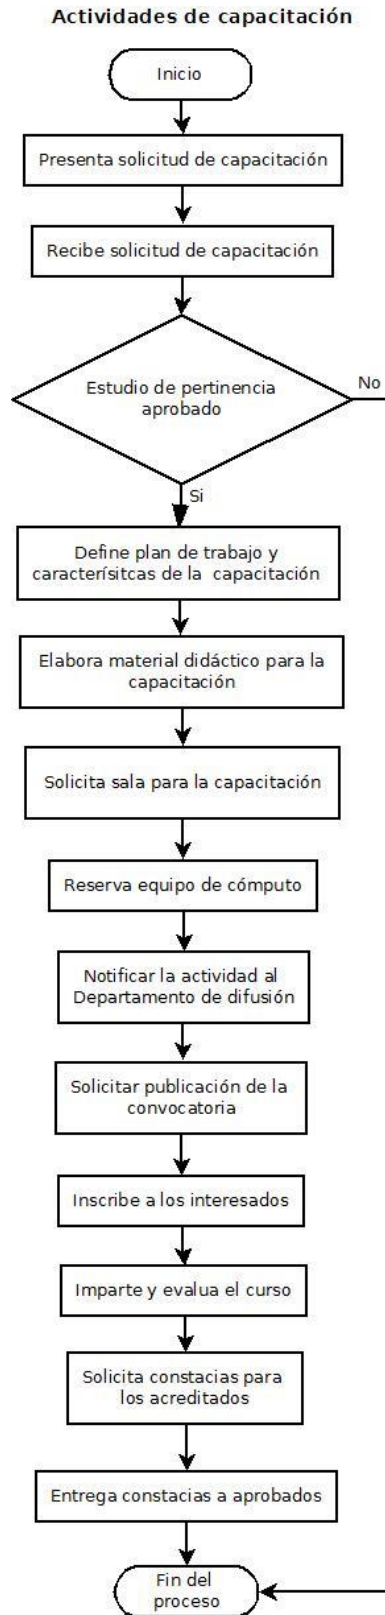 Actividades de capacitación
Inicio
Presenta solicitud de capacitación
Recibe solicitud de capacitación
Estudio de pertinencia
aprobado
No
Si
Define plan de trabajo y
caracterísitcas de la capacitación
Elabora material didáctico para la
capacitación
Solicita sala para la capacitación
Reserva equipo de cómputo
Notificar la actividad al
Departamento de difusión
Solicitar publicación de la
convocatoria
Inscribe a los interesados
Imparte y evalua el curso
Solicita constacias para
los acreditados
Entrega constacias a aprobados
Fin del
proceso